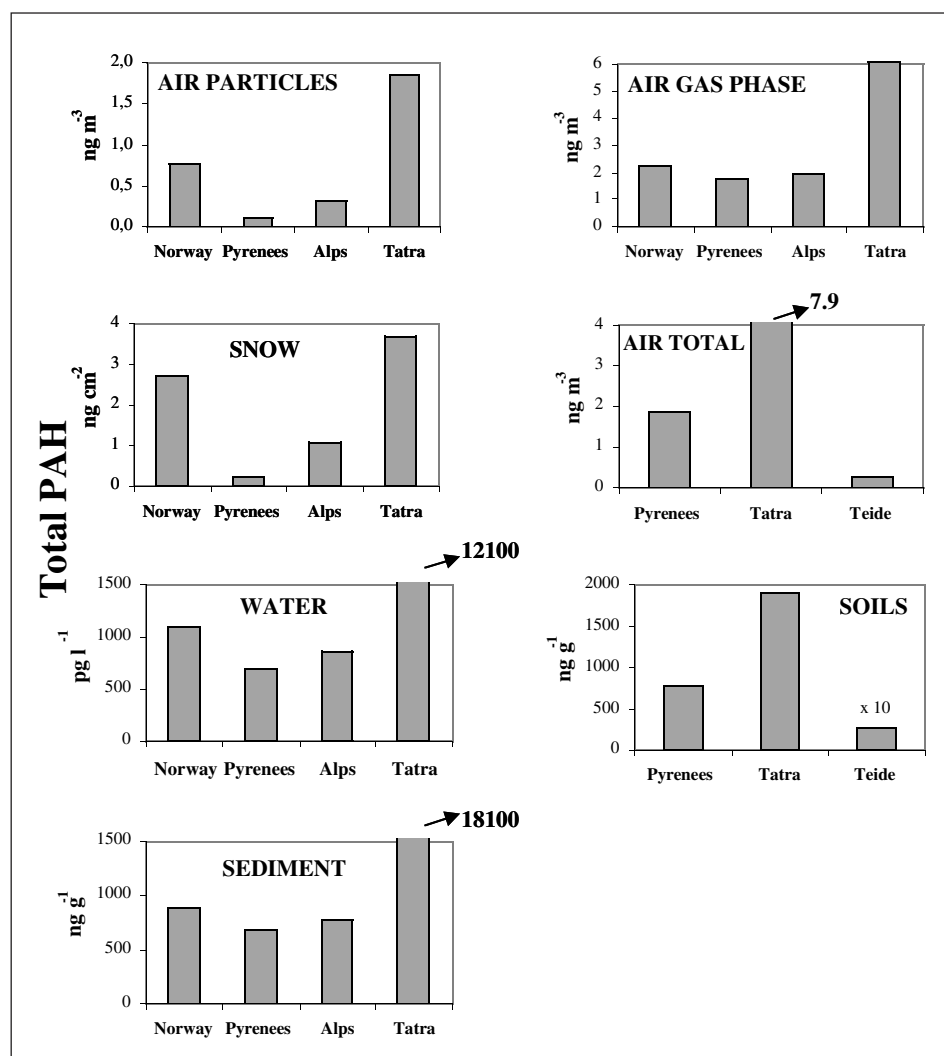 Total PAH
AIR PARTICLES
ng m-3
2,0
1,5
1,0
0,5
0,0
Norway Pyrenees Alps Tatra
AIR GAS PHASE
ng m-3
6
5
4
3
2
1
0
Norway Pyrenees Alps Tatra
SNOW
ng cm-2
4
3
2
1
0
Norway Pyrenees Alps Tatra
7.9
AIR TOTAL
ng m-3
4
3
2
1
0
Pyrenees Tatra Teide
12100
WATER
pg l-1
1500
1000
500
0
Norway Pyrenees Alps Tatra
SOILS
ng g-1
2000
1500
1000
500
0
x 10
Pyrenees Tatra Teide
18100
SEDIMENT
ng g-1
1500
1000
500
0
Norway Pyrenees Alps Tatra